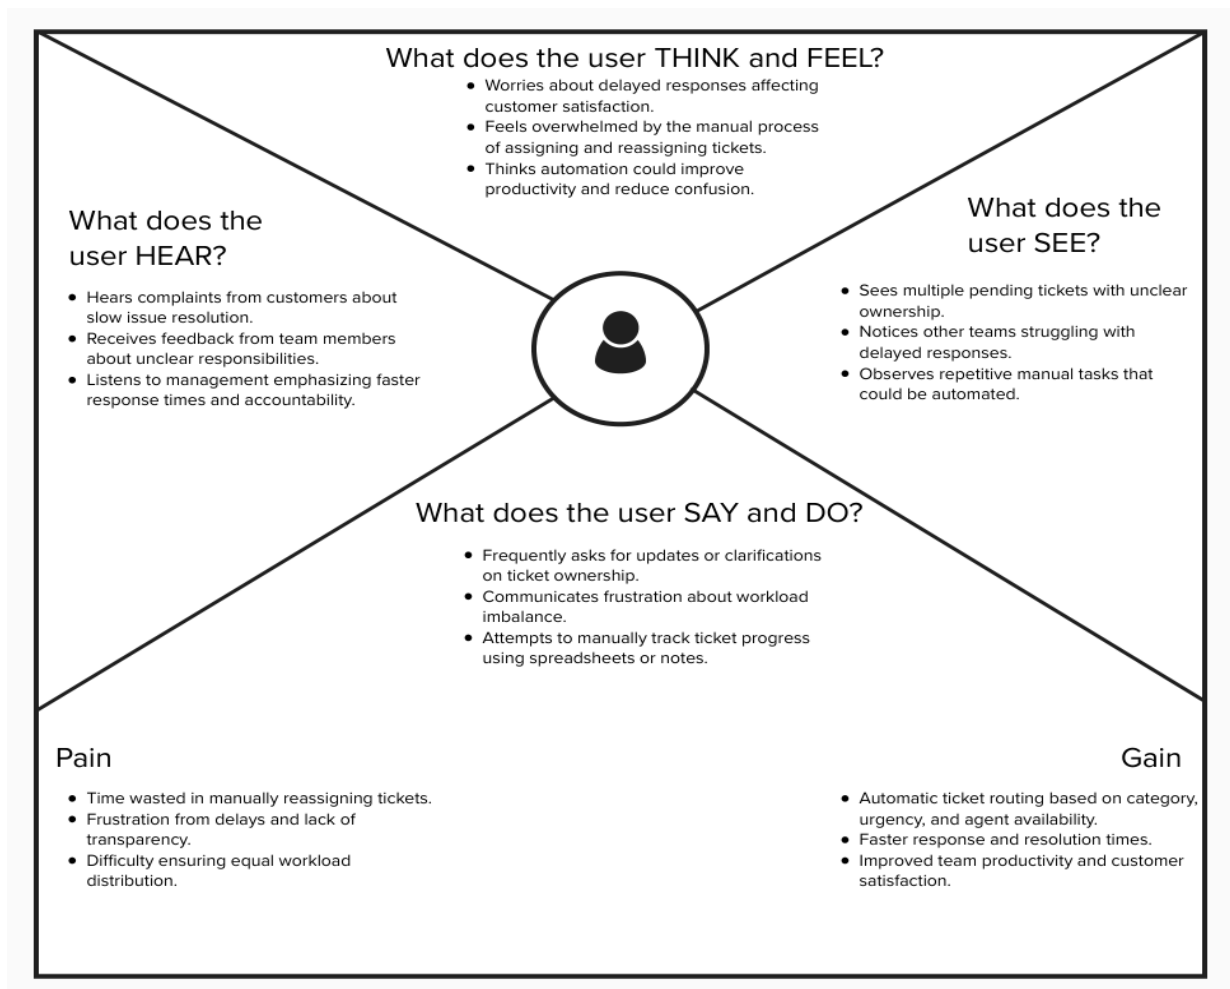 What does the user THINK and FEEL?
• Worries about delayed responses affecting
customer satisfaction.
• Feels overwhelmed by the manual process
of assigning and reassigning tickets.
• Thinks automation could improve
productivity and reduce confusion.
What does the
user HEAR?
• Hears complaints from customers about
slow issue resolution.
• Receives feedback from team members
about unclear responsibilities.
• Listens to management emphasizing faster
response times and accountability.
What does the
user SEE?
• Sees multiple pending tickets with unclear
ownership.
• Notices other teams struggling with
delayed responses.
• Observes repetitive manual tasks that
could be automated.
What does the user SAY and DO?
• Frequently asks for updates or clarifications
on ticket ownership.
• Communicates frustration about workload
imbalance.
• Attempts to manually track ticket progress
using spreadsheets or notes.
Pain
• Time wasted in manually reassigning tickets.
• Frustration from delays and lack of
transparency.
• Difficulty ensuring equal workload
distribution.
Gain
• Automatic ticket routing based on category,
urgency, and agent availability.
• Faster response and resolution times.
• Improved team productivity and customer
satisfaction.